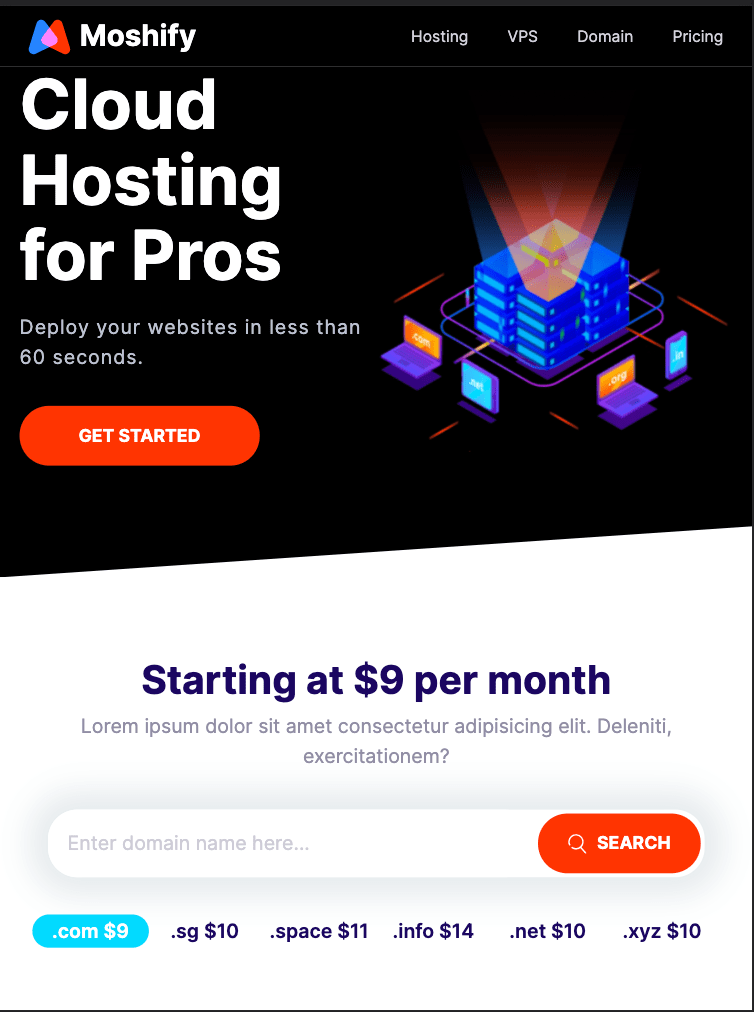 Moshify
Hosting VPS Domain Pricing
Cloud
Hosting
for Pros
Deploy your websites in less than
60 seconds.
GET STARTED
.com
.net
.org
.in
Starting at $9 per month
Lorem ipsum dolor sit amet consectetur adipisicing elit. Deleniti,
exercitationem?
Enter domain name here...
SEARCH
.com $9 .sg $10 .space $11 .info $14 .net $10 .xyz $10